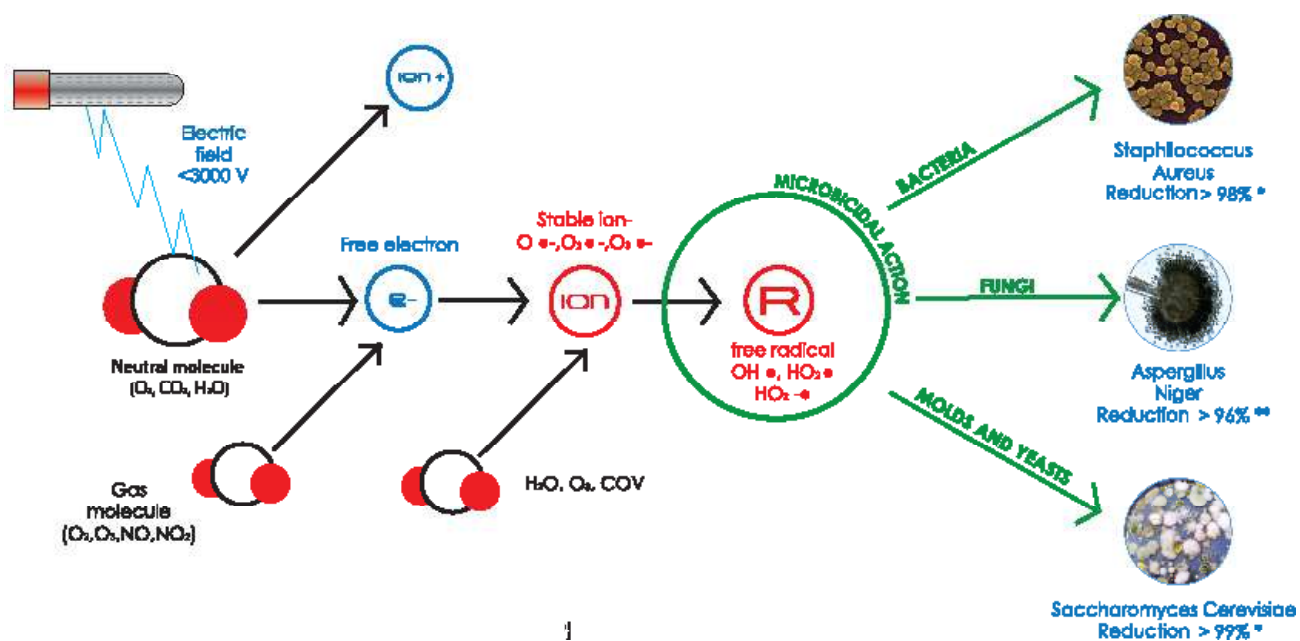 ion +
Electric
field
<3000 V
Free electron
e-
Stable ion-
O •-,O₂ •-,O₃ •-
ion
Neutral molecule
(O₂, CO₂, H₂O)
Gas
molecule
(O₂,O₃,NO,NO₂)
H₂O, O₃, COV
MICROBICIDAL ACTION
R
free radical
OH •, HO₂ •
HO₂ -•
BACTERIA
Staphilococcus
Aureus
Reduction > 98% *
FUNGI
Aspergillus
Niger
Reduction > 96% **
MOLDS AND YEASTS
Saccharomyces Cerevisiae
Reduction > 99% *